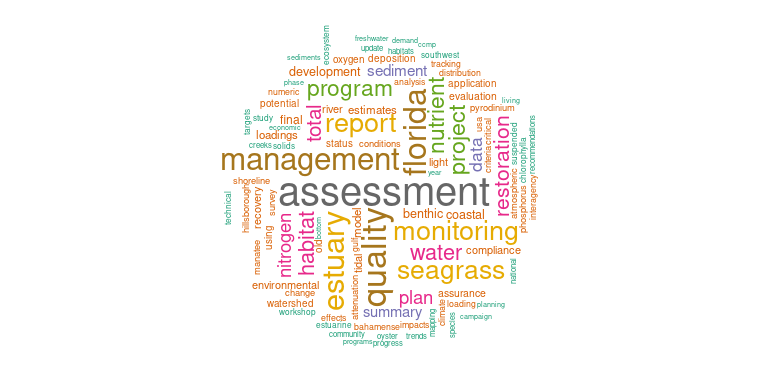 freshwater demand ccmp
ecosystem
update habitats
southwest
sediments
oxygen deposition
tracking
development
sediment
distribution
phase
program
analysis
application
numeric
florida
nutrient
evaluation
living
potential
total
river estimates
project
pyrodinium
targets
study
final
report
data
usa
critical
restoration
suspended
recommendations
economic
loadings
creeks solids
status conditions
criteria
chlorophylla
management
light
year
atmospheric
phosphorus
interagency
shoreline
assessment
technical
hillsborough
recovery
survey
using
manatee
nitrogen
habitat
old
bottom
estuary
model
gulf
tidal
quality
benthic coastal
monitoring
water compliance
seagrass
national
environmental
change
attenuation
plan
assurance
watershed
climate
loading planning
workshop
summary
effects
estuarine
bahamense impacts
mapping
species
campaign
community
oyster trends
programs progress